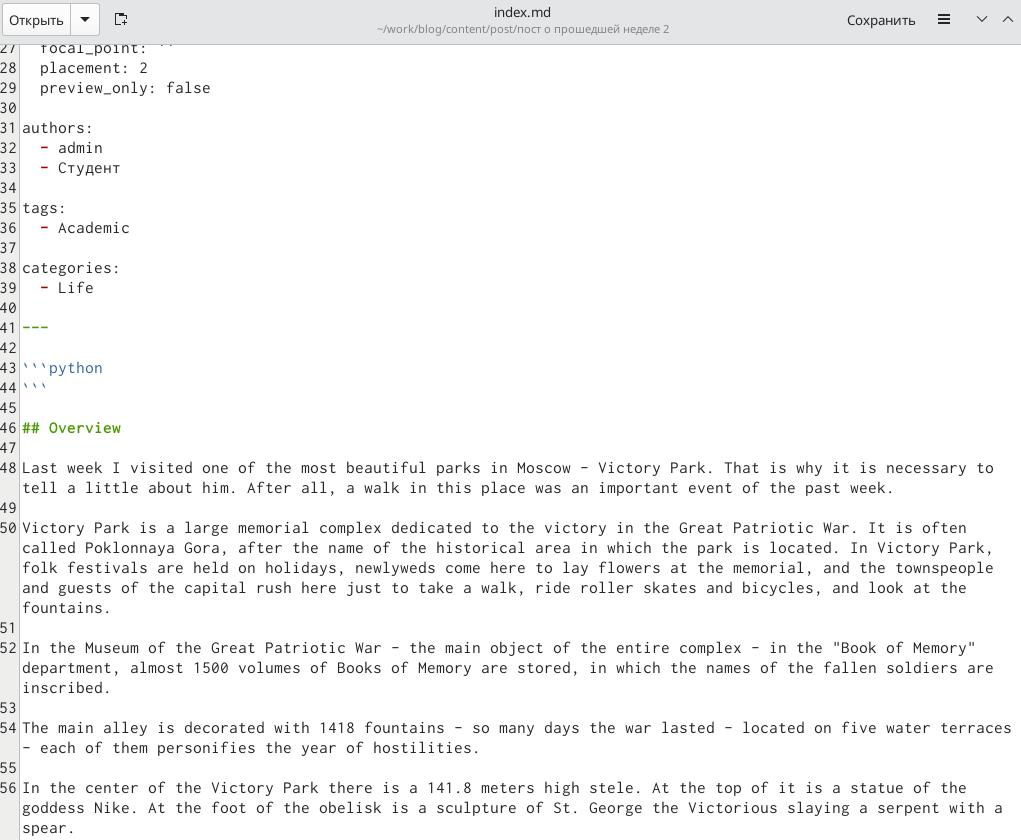 Открыть
index.md
~/work/blog/content/post/пост о прошедшей неделе 2
Сохранить
27 focal_point: ''
28 placement: 2
29 preview_only: false
30
31 authors:
32 - admin
33 - Студент
34
35 tags:
36 - Academic
37
38 categories:
39 - Life
40
41 ---
42
43 ```python
44 ```
45
46 ## Overview
47
48 Last week I visited one of the most beautiful parks in Moscow - Victory Park. That is why it is necessary to
tell a little about him. After all, a walk in this place was an important event of the past week.
49
50 Victory Park is a large memorial complex dedicated to the victory in the Great Patriotic War. It is often
called Poklonnaya Gora, after the name of the historical area in which the park is located. In Victory Park,
folk festivals are held on holidays, newlyweds come here to lay flowers at the memorial, and the townspeople
and guests of the capital rush here just to take a walk, ride roller skates and bicycles, and look at the
fountains.
51
52 In the Museum of the Great Patriotic War - the main object of the entire complex - in the "Book of Memory"
department, almost 1500 volumes of Books of Memory are stored, in which the names of the fallen soldiers are
inscribed.
53
54 The main alley is decorated with 1418 fountains - so many days the war lasted - located on five water terraces
- each of them personifies the year of hostilities.
55
56 In the center of the Victory Park there is a 141.8 meters high stele. At the top of it is a statue of the
goddess Nike. At the foot of the obelisk is a sculpture of St. George the Victorious slaying a serpent with a
spear.